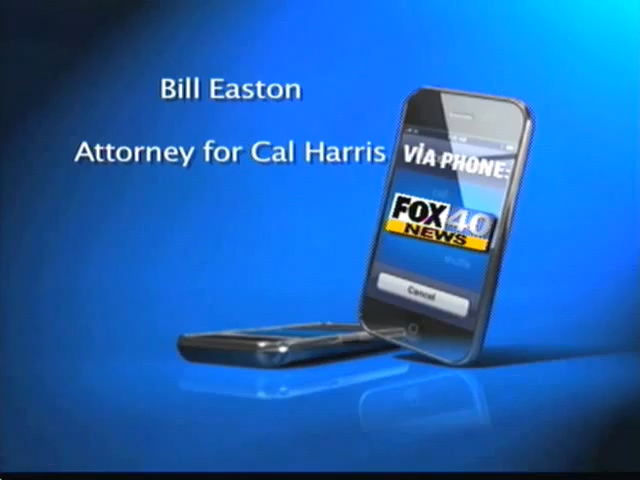 Bill Easton
Attorney for Cal Harris
VIA PHONE:
FOX 40
NEWS
Cancel